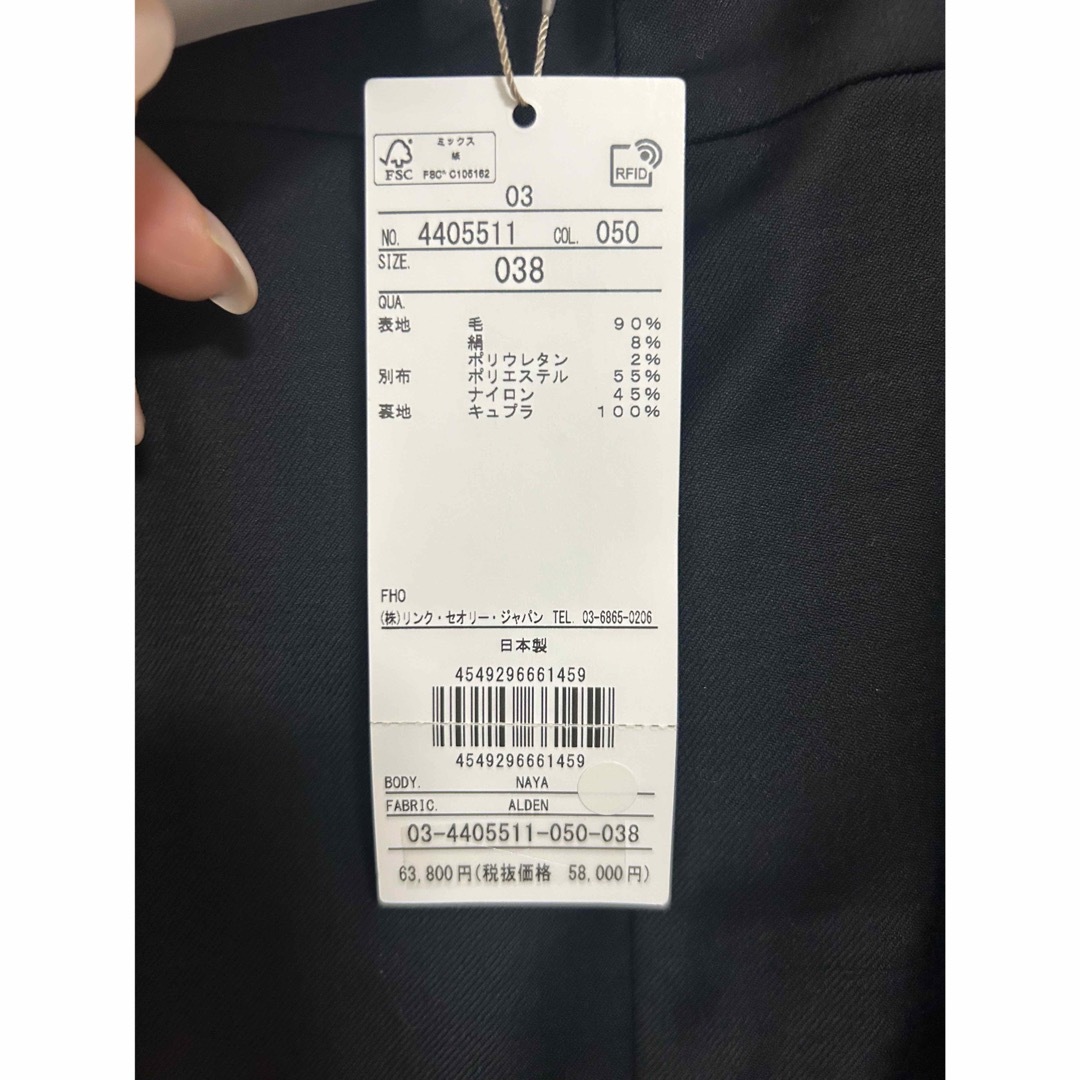 ミックス
紙
FSC
FSC® C105162
RFID
03
NO. 4405511 COL. 050
SIZE. 038
QUA.
表地 毛 90%
絹 8%
ポリウレタン 2%
別布 ポリエステル 55%
ナイロン 45%
裏地 キュプラ 100%
FHO
(株)リンク・セオリー・ジャパン TEL. 03-6865-0206
日本製
4549296661459
4549296661459
BODY. NAYA
FABRIC. ALDEN
03-4405511-050-038
63,800円(税抜価格 58,000円)